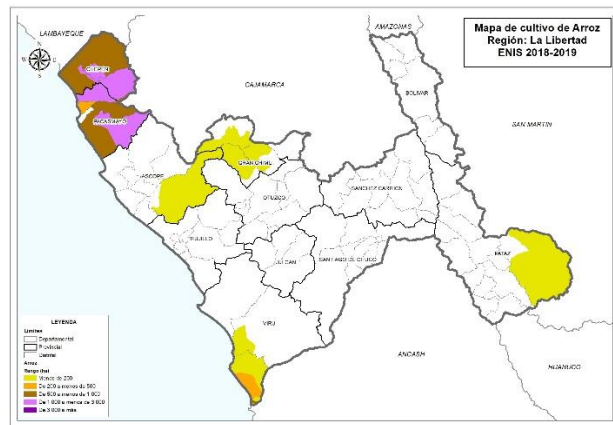 Mapa de cultivo de Arroz
Región: La Libertad
ENIS 2018-2019
LAMBAYEQUE
AMAZONAS
N
CHEPEN
CAJAMARCA
BOLIVAR
SAN MARTIN
PACASMAYO
ASCOPE
GRAN CHIMU
SANCHEZ CARRION
OTUZCO
TRUJILLO
JULCAN
SANTIAGO DE CHUCO
PATAZ
VIRU
ANCASH
HUANUCO
LEYENDA
Límites
Departamental
Provincial
Distrital
Arroz
Rango (ha)
Menos de 200
De 200 a menos de 500
De 500 a menos de 1 000
De 1 000 a menos de 3 000
De 3 000 a más